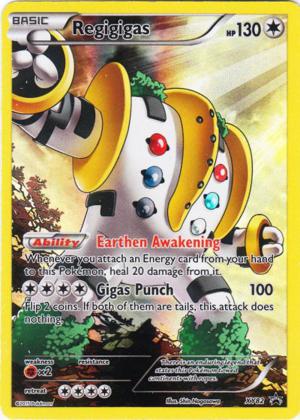 BASIC Regigigas HP130
Ability Earthen Awakening
Whenever you attach an Energy card from your hand
to this Pokémon, heal 20 damage from it.
Gigas Punch 100
Flip 2 coins. If both of them are tails, this attack does
nothing.
weakness x2 resistance
retreat
There is an enduring legend that
states this Pokémon towed
continents with ropes.
Illus. Shin Nagasawa XY82